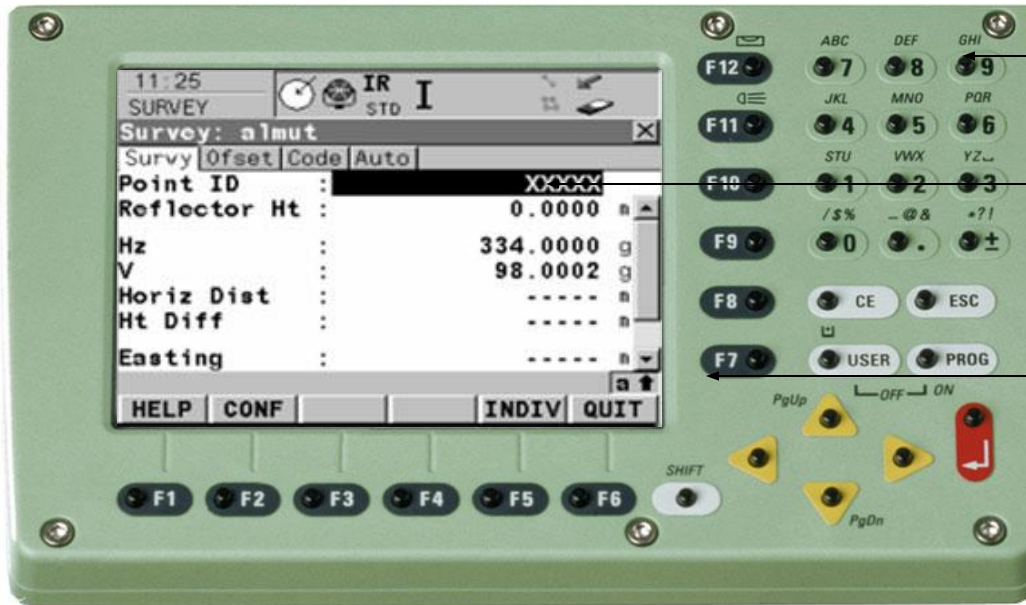 11:25
SURVEY
IR
STD
I
Survey: almut
Survy Ofset Code Auto
Point ID : XXXXX
Reflector Ht : 0.0000 m
Hz : 334.0000 g
V : 98.0002 g
Horiz Dist : ----- m
Ht Diff : ----- m
Easting : ----- m
a
HELP CONF INDIV QUIT
F1 F2 F3 F4 F5 F6
SHIFT
ABC DEF GHI
F12 7 8 9
JKL MNO PQR
F11 4 5 6
STU VWX YZ
F10 1 2 3
/$% _@& *?!
F9 0 . ±
F8 CE ESC
F7 USER PROG
OFF ON
PgUp
PgDn